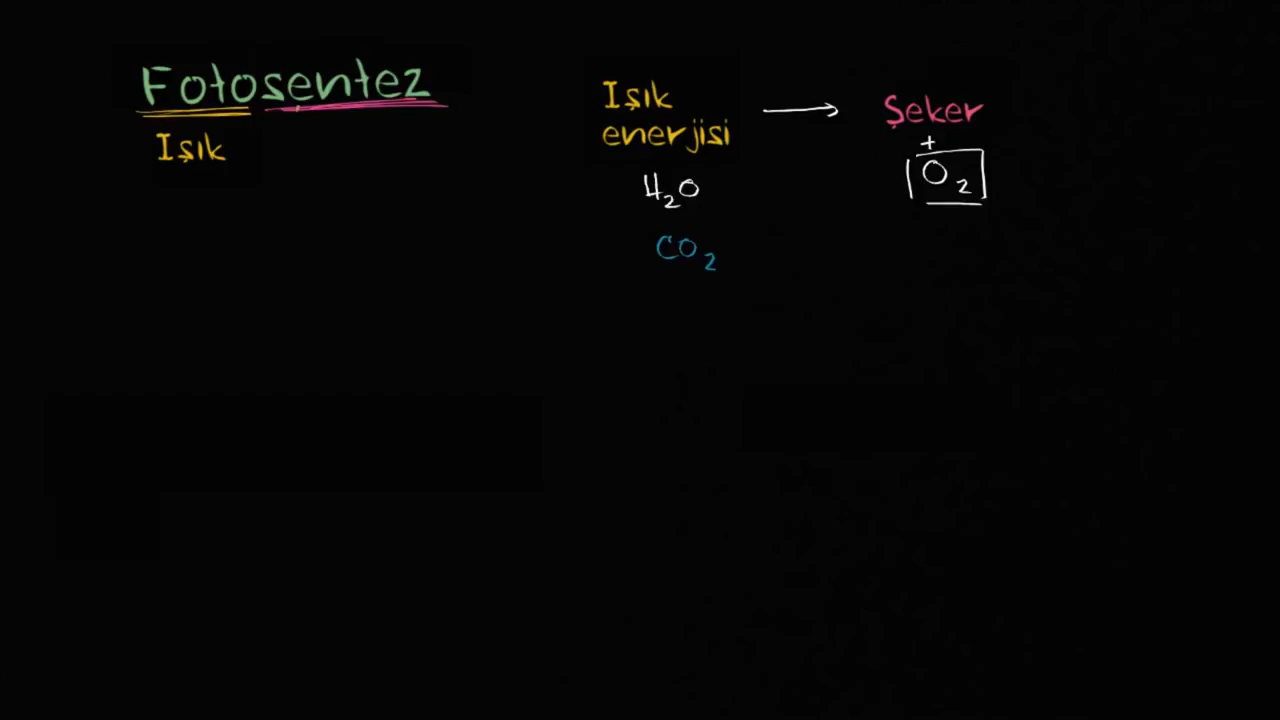 Fotosentez
Işık
Işık
enerjisi
H₂O
CO₂
→
Şeker
+
O₂